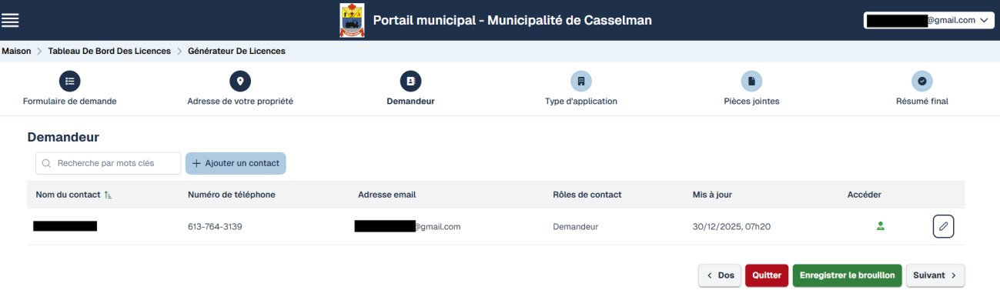 Portail municipal - Municipalité de Casselman
@gmail.com
Maison > Tableau De Bord Des Licences > Générateur De Licences
Formulaire de demande
Adresse de votre propriété
Demandeur
Type d'application
Pièces jointes
Résumé final
Demandeur
Recherche par mots clés
+ Ajouter un contact
Nom du contact Numéro de téléphone Adresse email Rôles de contact Mis à jour Accéder
613-764-3139 @gmail.com Demandeur 30/12/2025, 07h20
< Dos Quitter Enregistrer le brouillon Suivant >